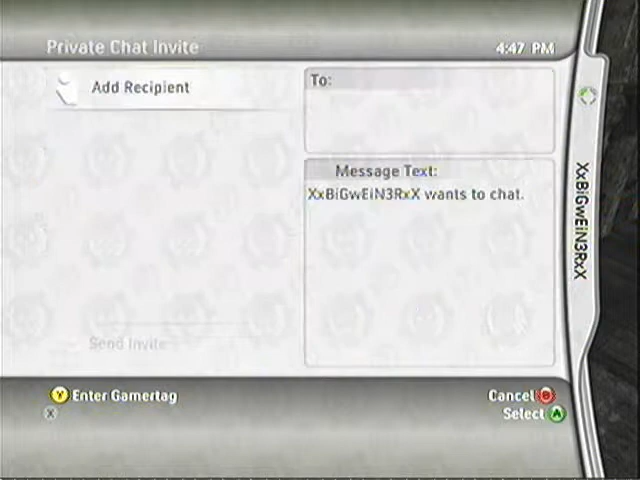 Private Chat Invite
4:47 PM
Add Recipient
To:
Message Text:
XxBiGwEiN3RxX wants to chat.
XxBiGwEiN3RxX
Send Invite
Y Enter Gamertag
Cancel B
X
Select A